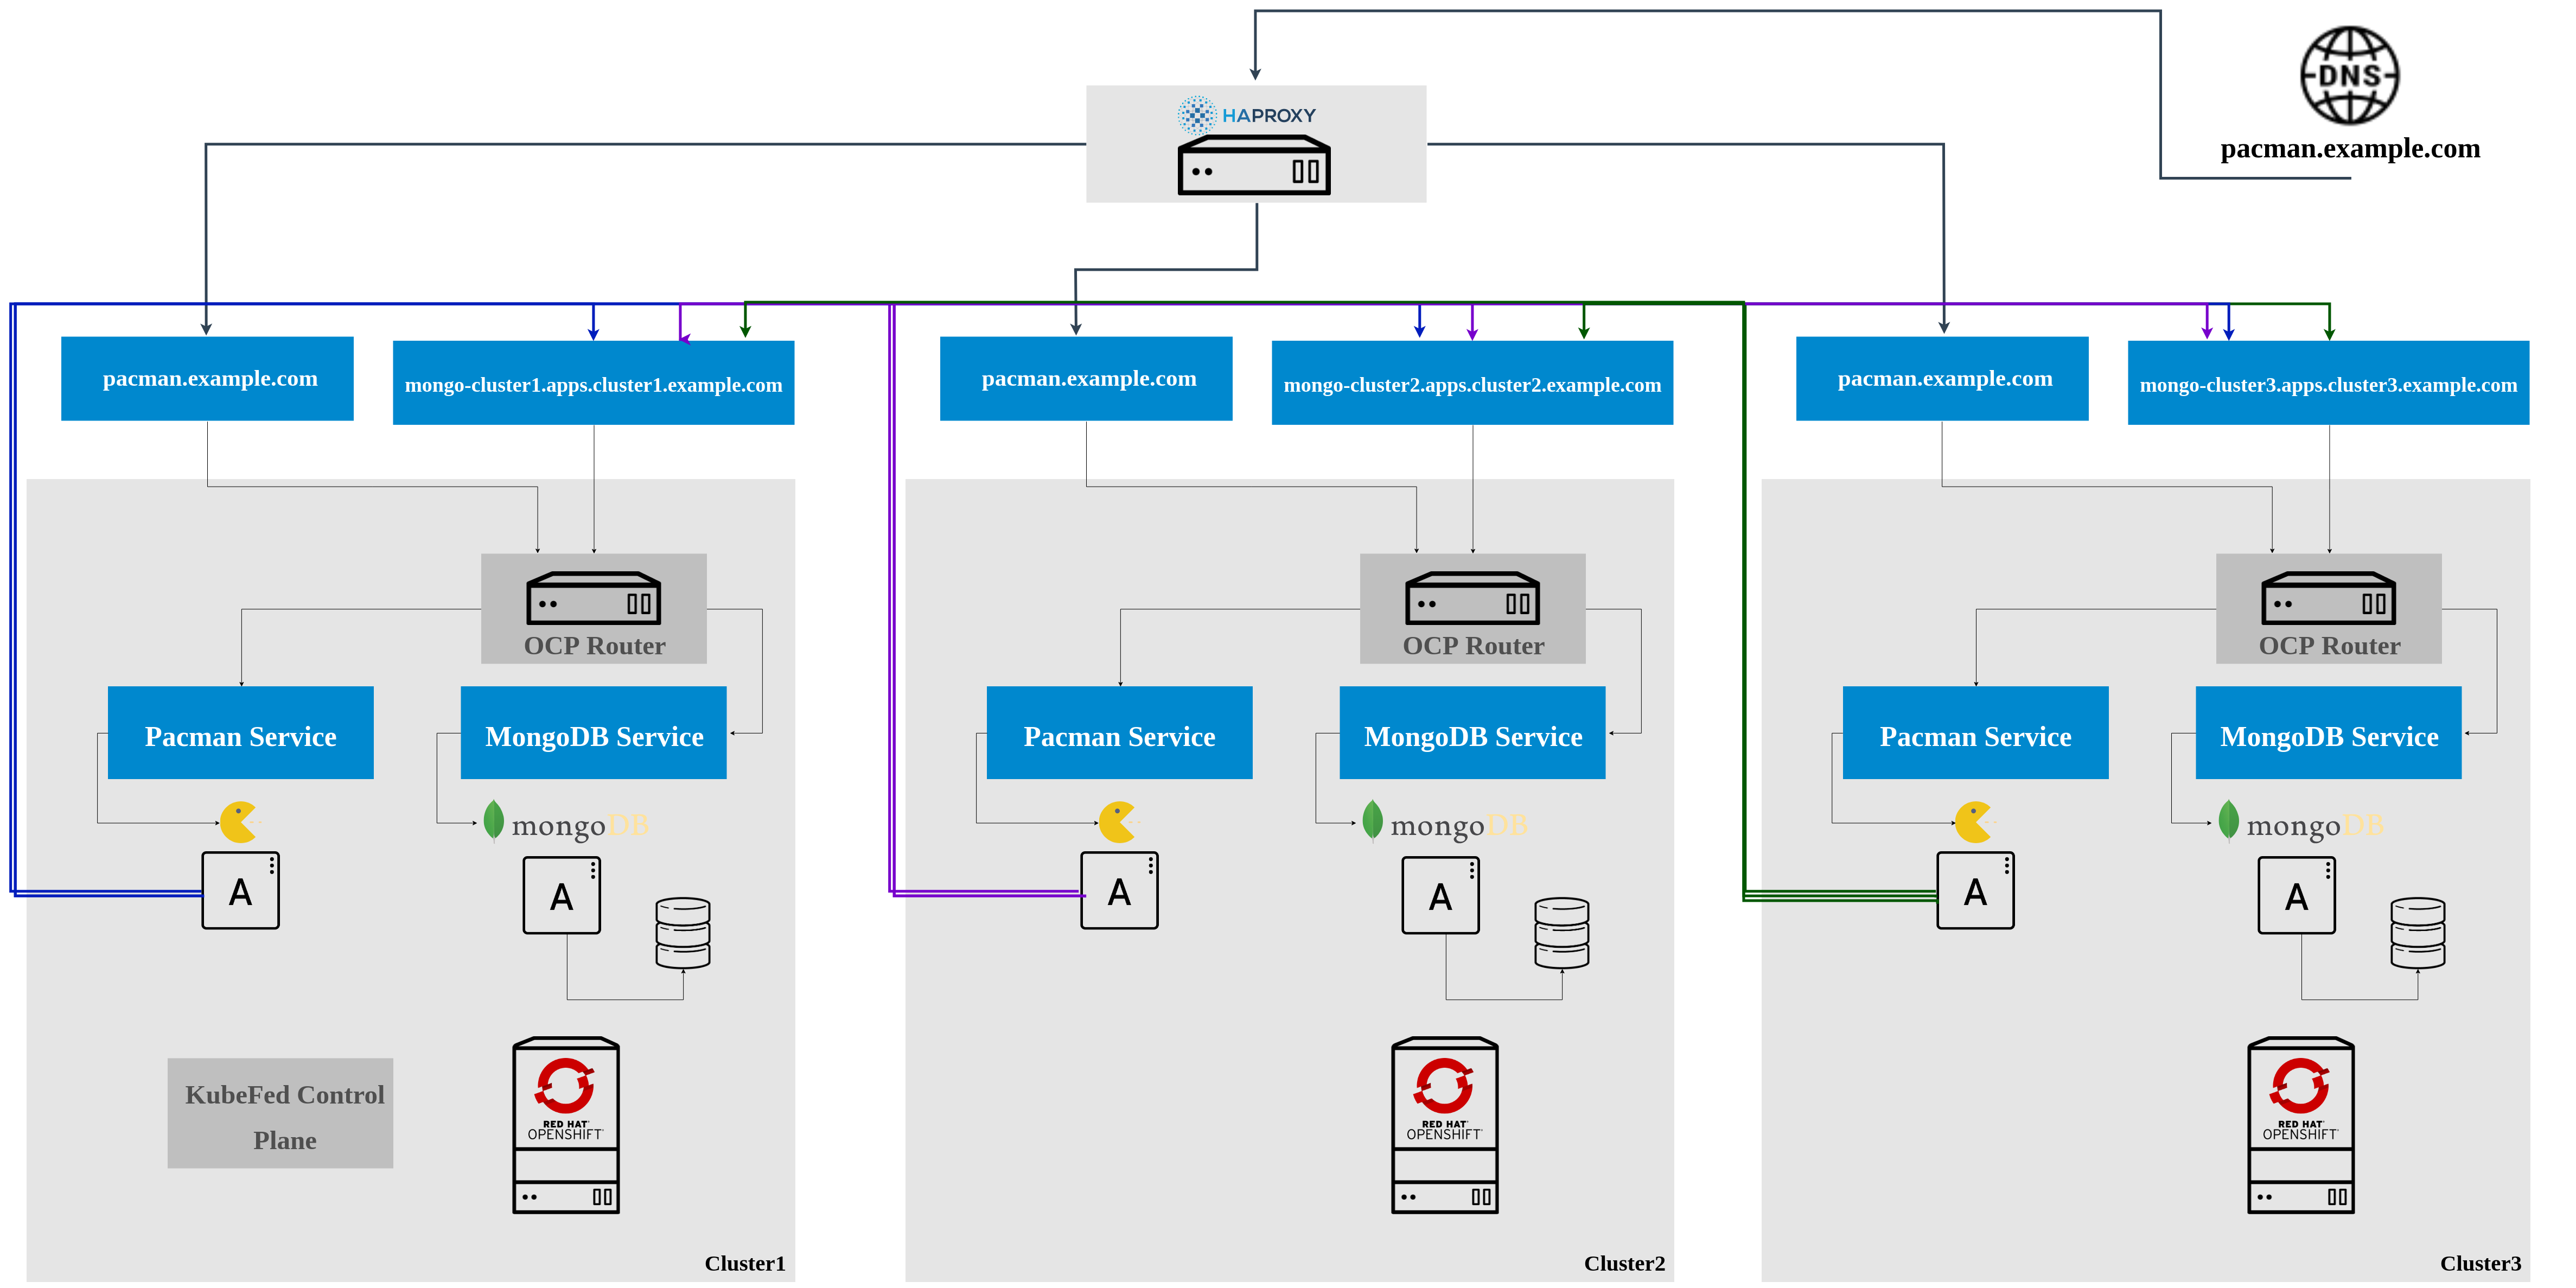 DNS
pacman.example.com
HAPROXY
pacman.example.com
mongo-cluster1.apps.cluster1.example.com
pacman.example.com
mongo-cluster2.apps.cluster2.example.com
pacman.example.com
mongo-cluster3.apps.cluster3.example.com
OCP Router
OCP Router
OCP Router
Pacman Service
MongoDB Service
Pacman Service
MongoDB Service
Pacman Service
MongoDB Service
mongoDB
mongoDB
mongoDB
A
A
A
A
A
A
KubeFed Control
Plane
RED HAT
OPENSHIFT
RED HAT
OPENSHIFT
RED HAT
OPENSHIFT
Cluster1
Cluster2
Cluster3